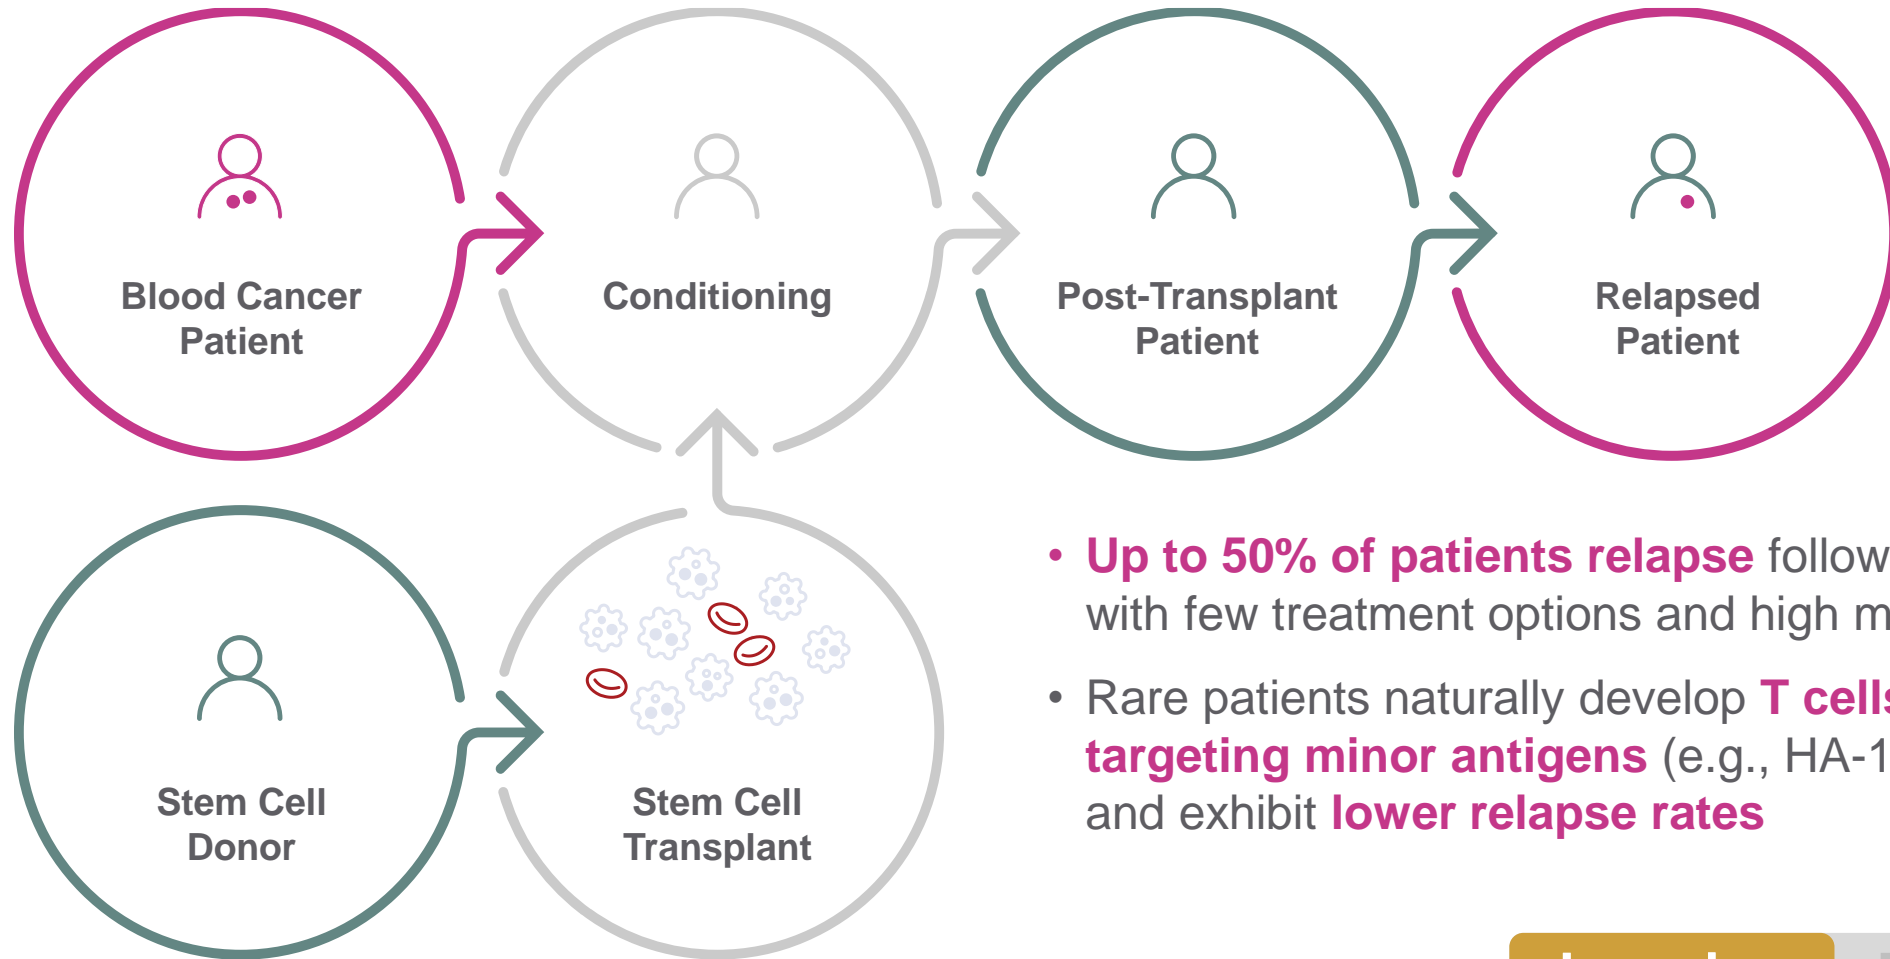 Blood Cancer
Patient
Conditioning
Post-Transplant
Patient
Relapsed
Patient
Stem Cell
Donor
Stem Cell
Transplant
• Up to 50% of patients relapse follow
with few treatment options and high m
• Rare patients naturally develop T cells
targeting minor antigens (e.g., HA-1
and exhibit lower relapse rates